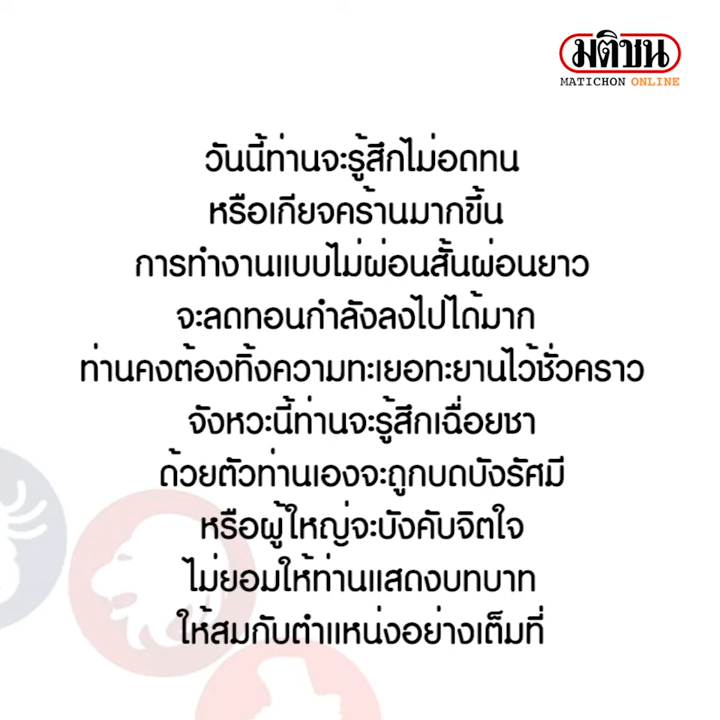 มติชน
MATICHON ONLINE
วันนี้ท่านจะรู้สึกไม่อดทน
หรือเกียจคร้านมากขึ้น
การทำงานแบบไม่ผ่อนสั้นผ่อนยาว
จะลดทอนกำลังลงไปได้มาก
ท่านคงต้องทิ้งความทะเยอทะยานไว้ชั่วคราว
จังหวะนี้ท่านจะรู้สึกเฉื่อยชา
ด้วยตัวท่านเองจะถูกบดบังรัศมี
หรือผู้ใหญ่จะบังคับจิตใจ
ไม่ยอมให้ท่านแสดงบทบาท
ให้สมกับตำแหน่งอย่างเต็มที่